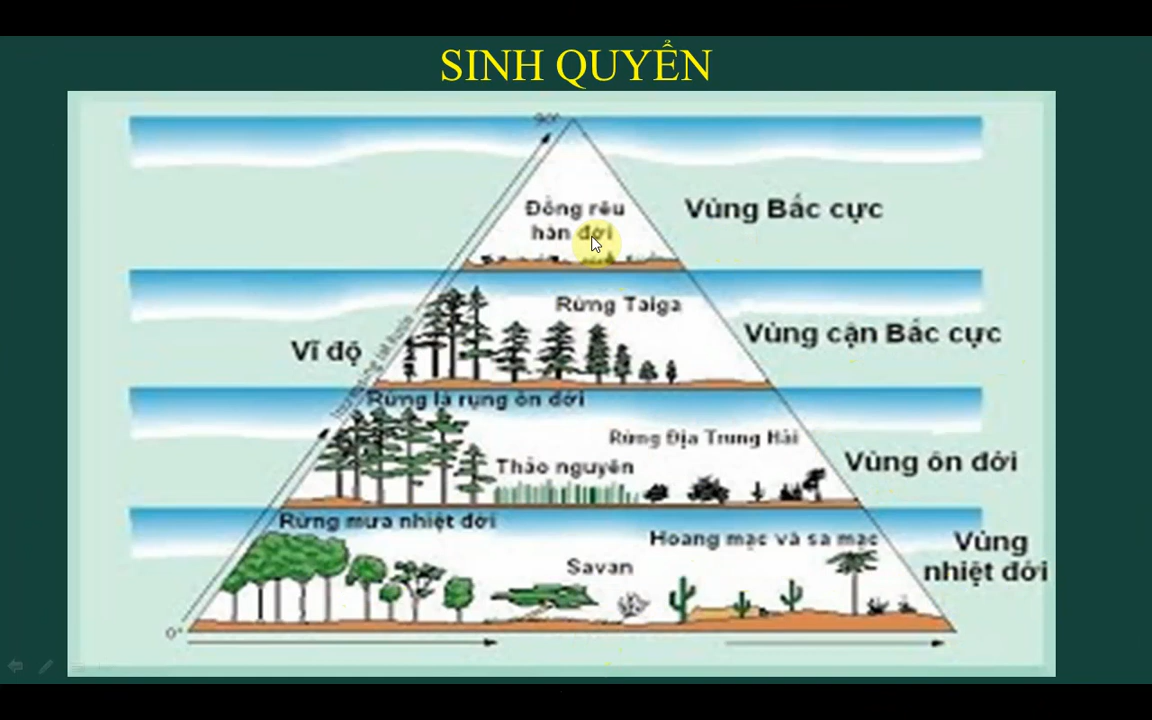 SINH QUYỂN
90°
Đồng rêu
hàn đới
Vùng Bắc cực
Rừng Taiga
Vùng cận Bắc cực
Vĩ độ
Rừng lá rụng ôn đới
Rừng Địa Trung Hải
Thảo nguyên
Vùng ôn đới
Rừng mưa nhiệt đới
Hoang mạc và sa mạc
Savan
Vùng
nhiệt đới
0°